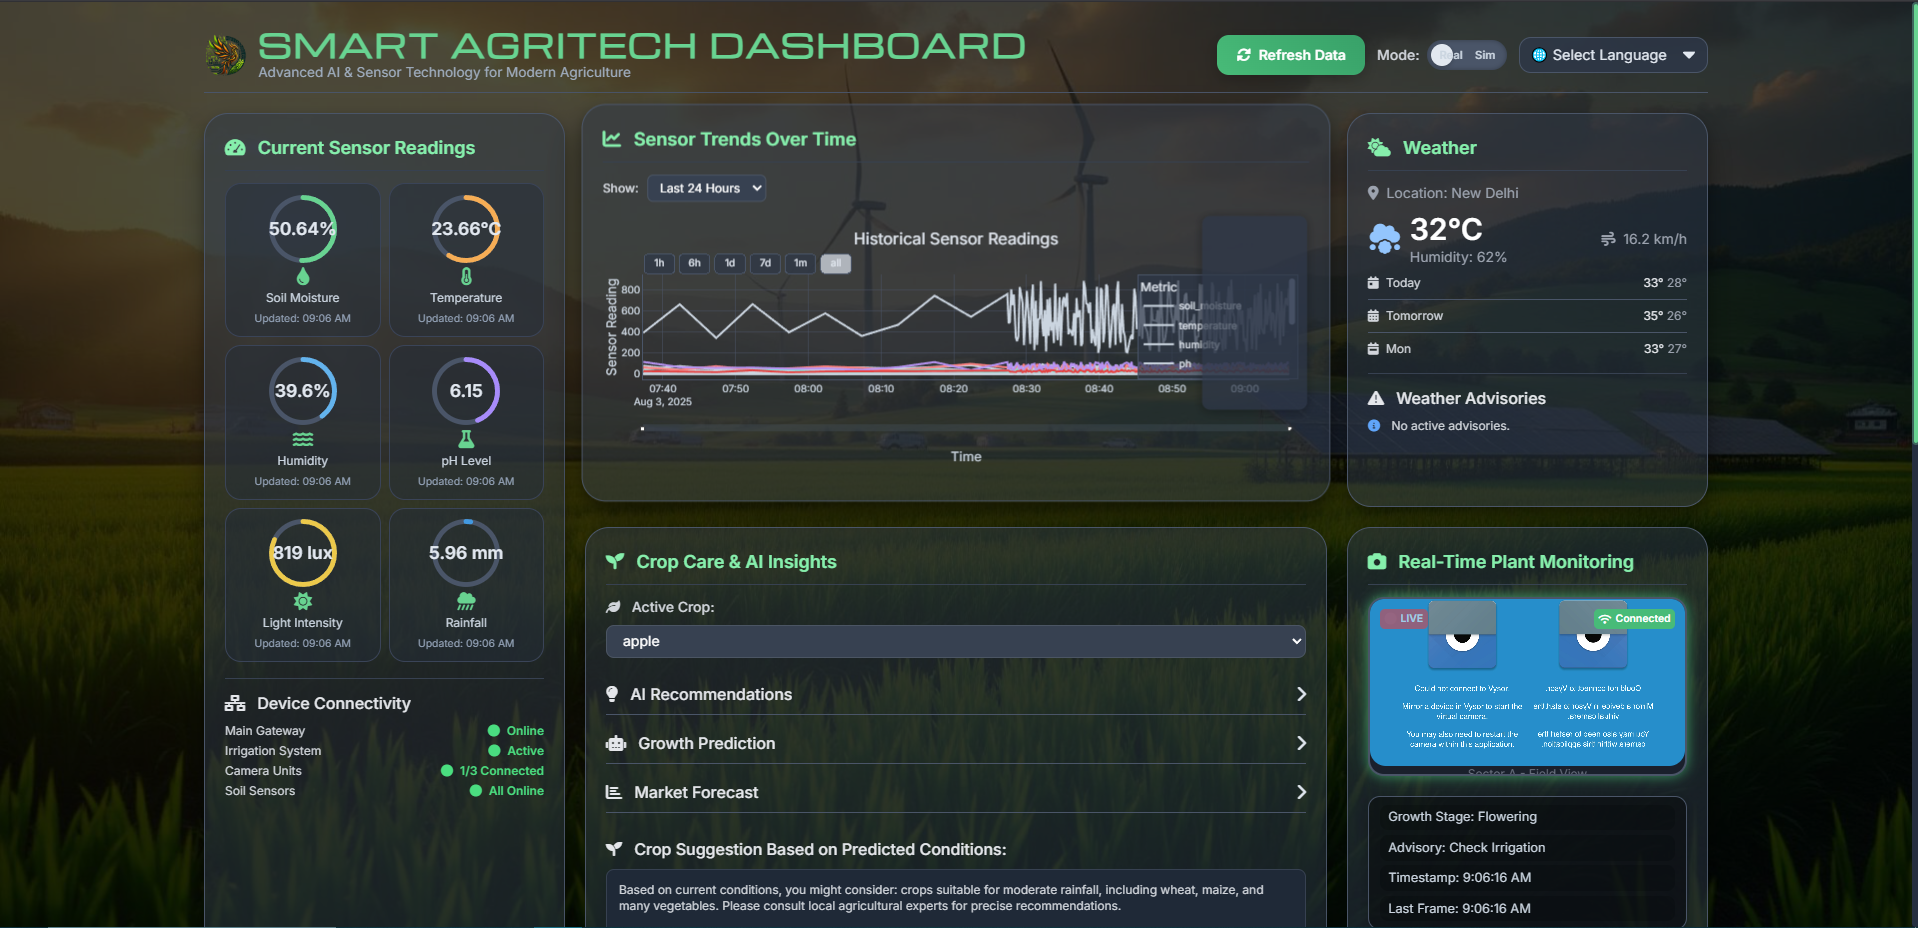 SMART AGRITECH DASHBOARD
Advanced AI & Sensor Technology for Modern Agriculture
Refresh Data
Mode:
Sim
Select Language
Current Sensor Readings
50.64%
Soil Moisture
Updated: 09:06 AM
23.66°C
Temperature
Updated: 09:06 AM
39.6%
Humidity
Updated: 09:06 AM
6.15
pH Level
Updated: 09:06 AM
819 lux
Light Intensity
Updated: 09:06 AM
5.96 mm
Rainfall
Updated: 09:06 AM
Device Connectivity
Main Gateway Online
Irrigation System Active
Camera Units 1/3 Connected
Soil Sensors All Online
Sensor Trends Over Time
Show: Last 24 Hours
Historical Sensor Readings
1h 6h 1d 7d 1m all
Sensor Reading
800
600
400
200
0
Metric
soil_moisture
temperature
humidity
ph
07:40 07:50 08:00 08:10 08:20 08:30 08:40 08:50 09:00
Aug 3, 2025
Time
Crop Care & AI Insights
Active Crop:
apple
AI Recommendations
Growth Prediction
Market Forecast
Crop Suggestion Based on Predicted Conditions:
Based on current conditions, you might consider: crops suitable for moderate rainfall, including wheat, maize, and
many vegetables. Please consult local agricultural experts for precise recommendations.
Weather
Location: New Delhi
32°C
Humidity: 62%
16.2 km/h
Today 33° 28°
Tomorrow 35° 26°
Mon 33° 27°
Weather Advisories
No active advisories.
Real-Time Plant Monitoring
LIVE
Connected
Could not connect to Vysor.
Mirror a device in Vysor to start the
virtual camera.
You may also need to restart the
camera within this application.
Sector A - Field View
Growth Stage: Flowering
Advisory: Check Irrigation
Timestamp: 9:06:16 AM
Last Frame: 9:06:16 AM